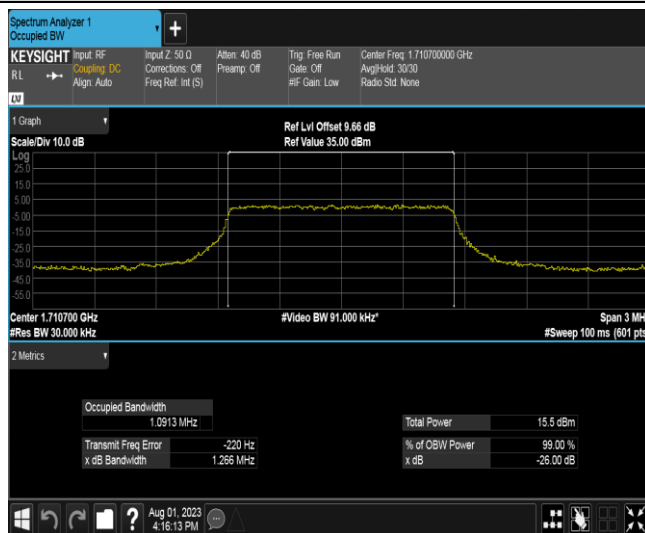 Spectrum Analyzer 1
Occupied BW
+
KEYSIGHT Input: RF Input Z: 50 Ω Atten: 40 dB Trig: Free Run Center Freq: 1.710700000 GHz
RL Coupling: DC Corrections: Off Preamp: Off Gate: Off Avg|Hold: 30/30
Align: Auto Freq Ref: Int (S) #IF Gain: Low Radio Std: None
LXI
1 Graph
Ref Lvl Offset 9.66 dB
Scale/Div 10.0 dB Ref Value 35.00 dBm
Log
25.0
15.0
5.00
-5.00
-15.0
-25.0
-35.0
-45.0
-55.0
Center 1.710700 GHz #Video BW 91.000 kHz* Span 3 MH
#Res BW 30.000 kHz #Sweep 100 ms (601 pts
2 Metrics
Occupied Bandwidth
1.0913 MHz Total Power 15.5 dBm
Transmit Freq Error -220 Hz % of OBW Power 99.00 %
x dB Bandwidth 1.266 MHz x dB -26.00 dB
? Aug 01, 2023
4:16:13 PM